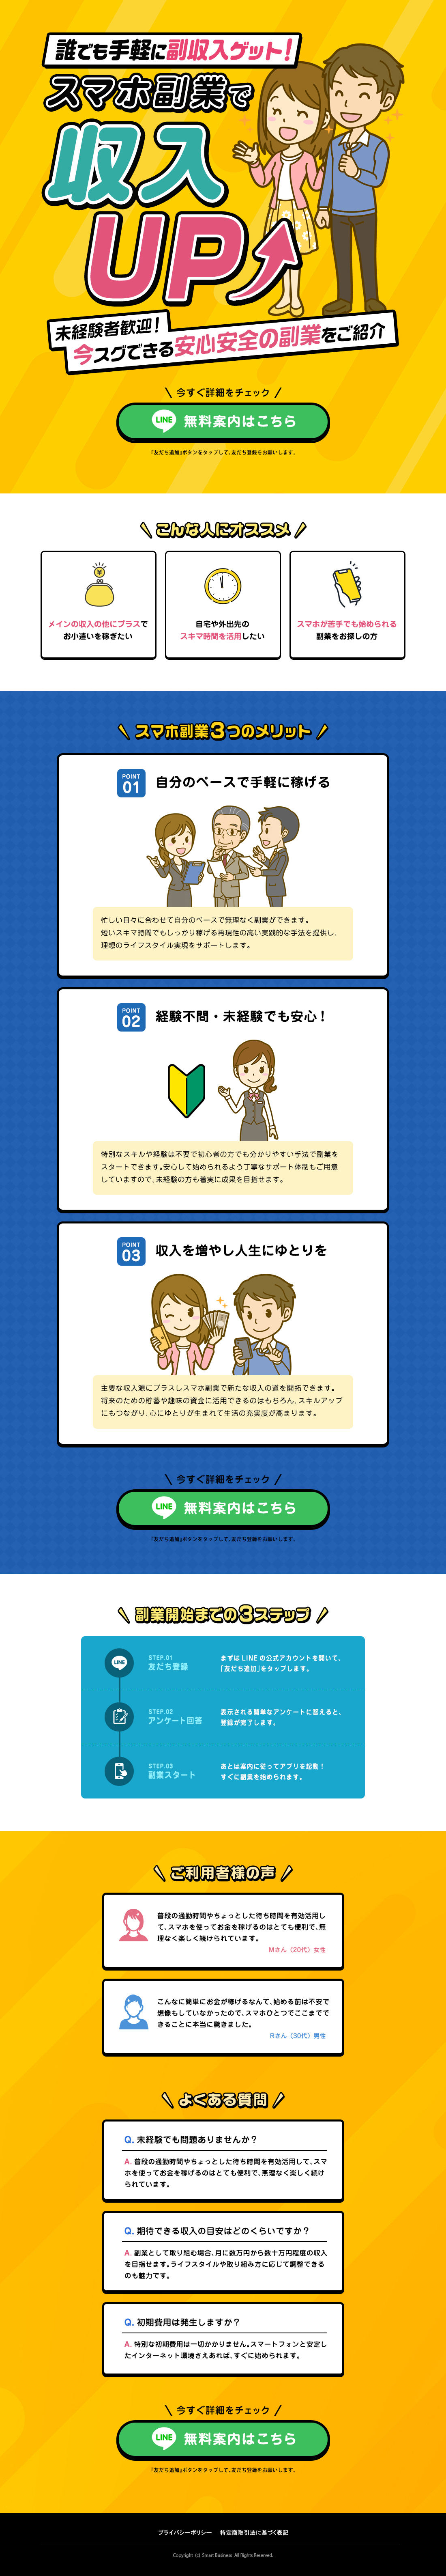 誰でも手軽に副収入ゲット！
スマホ副業で
収入
UP
未経験者歓迎！
今スグできる安心安全の副業をご紹介
今すぐ詳細をチェック
LINE 無料案内はこちら
「友だち追加」ボタンをタップして、友だち登録をお願いします。
こんな人にオススメ
メインの収入の他にプラスで
お小遣いを稼ぎたい
自宅や外出先の
スキマ時間を活用したい
スマホが苦手でも始められる
副業をお探しの方
スマホ副業3つのメリット
POINT
01
自分のペースで手軽に稼げる
忙しい日々に合わせて自分のペースで無理なく副業ができます。
短いスキマ時間でもしっかり稼げる再現性の高い実践的な手法を提供し、
理想のライフスタイル実現をサポートします。
POINT
02
経験不問・未経験でも安心！
特別なスキルや経験は不要で初心者の方でも分かりやすい手法で副業を
スタートできます。安心して始められるよう丁寧なサポート体制もご用意
していますので、未経験の方も着実に成果を目指せます。
POINT
03
収入を増やし人生にゆとりを
主要な収入源にプラスしスマホ副業で新たな収入の道を開拓できます。
将来のための貯蓄や趣味の資金に活用できるのはもちろん、スキルアップ
にもつながり、心にゆとりが生まれて生活の充実度が高まります。
今すぐ詳細をチェック
LINE 無料案内はこちら
「友だち追加」ボタンをタップして、友だち登録をお願いします。
副業開始までの3ステップ
LINE
STEP.01
友だち登録
まずは LINE の公式アカウントを開いて、
「友だち追加」をタップします。
STEP.02
アンケート回答
表示される簡単なアンケートに答えると、
登録が完了します。
STEP.03
副業スタート
あとは案内に従ってアプリを起動！
すぐに副業を始められます。
ご利用者様の声
普段の通勤時間やちょっとした待ち時間を有効活用し
て、スマホを使ってお金を稼げるのはとても便利で、無
理なく楽しく続けられています。
Mさん（20代）女性
こんなに簡単にお金が稼げるなんて、始める前は不安で
想像もしていなかったので、スマホひとつでここまでで
きることに本当に驚きました。
Rさん（30代）男性
よくある質問
Q. 未経験でも問題ありませんか？
A. 普段の通勤時間やちょっとした待ち時間を有効活用して、スマ
ホを使ってお金を稼げるのはとても便利で、無理なく楽しく続け
られています。
Q. 期待できる収入の目安はどのくらいですか？
A. 副業として取り組む場合、月に数万円から数十万円程度の収入
を目指せます。ライフスタイルや取り組み方に応じて調整できる
のも魅力です。
Q. 初期費用は発生しますか？
A. 特別な初期費用は一切かかりません。スマートフォンと安定し
たインターネット環境さえあれば、すぐに始められます。
今すぐ詳細をチェック
LINE 無料案内はこちら
「友だち追加」ボタンをタップして、友だち登録をお願いします。
プライバシーポリシー 特定商取引法に基づく表記
Copyright (c) Smart Business All Rights Reserved.